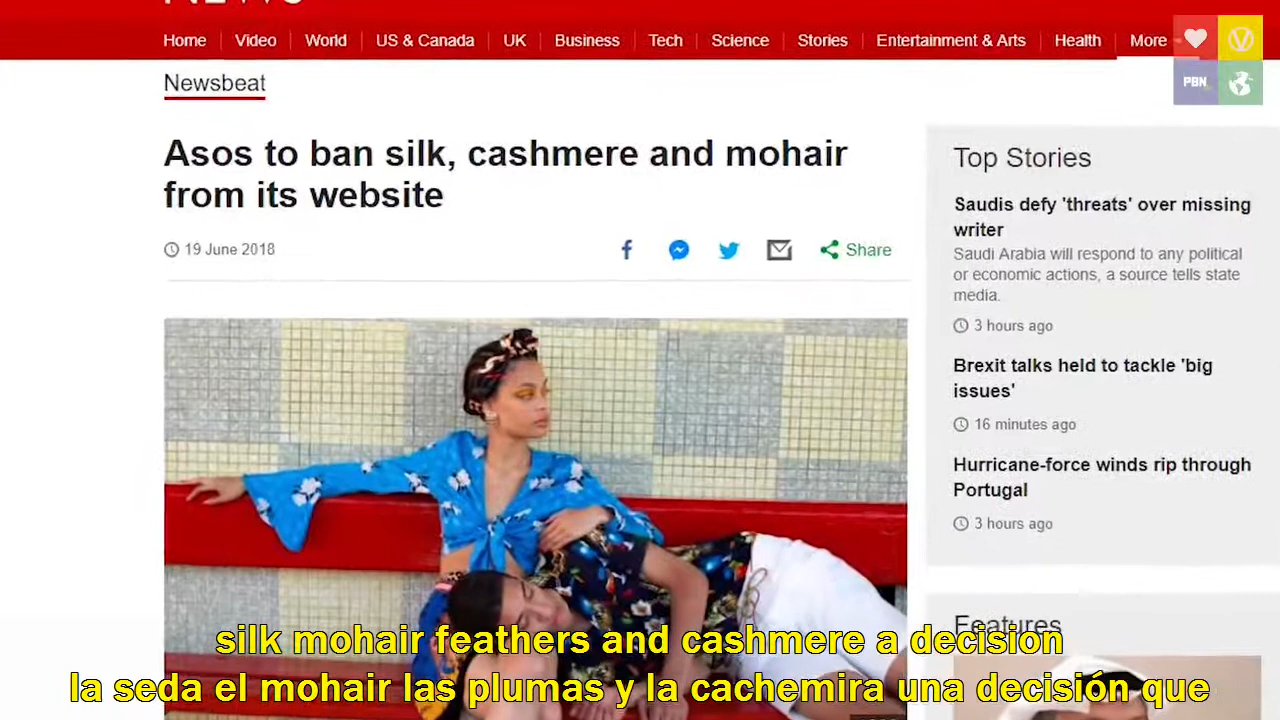 Home Video World US & Canada UK Business Tech Science Stories Entertainment & Arts Health More
PBN
Newsbeat
Asos to ban silk, cashmere and mohair
from its website
19 June 2018
Share
Top Stories
Saudis defy 'threats' over missing
writer
Saudi Arabia will respond to any political
or economic actions, a source tells state
media.
3 hours ago
Brexit talks held to tackle 'big
issues'
16 minutes ago
Hurricane-force winds rip through
Portugal
3 hours ago
Features
silk mohair feathers and cashmere a decision
la seda el mohair las plumas y la cachemira una decisión que